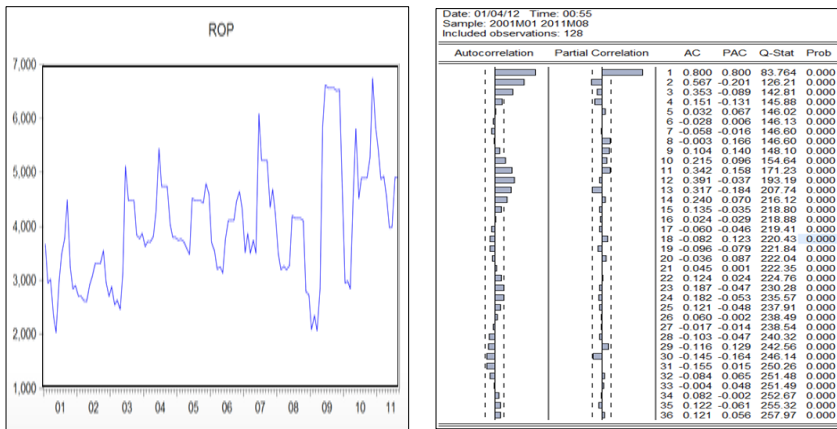 ROP
7,000
6,000
5,000
4,000
3,000
2,000
1,000
01 02 03 04 05 06 07 08 09 10 11
Date: 01/04/12 Time: 00:55
Sample: 2001M01 2011M08
Included observations: 128
Autocorrelation Partial Correlation AC PAC Q-Stat Prob
1 0.800 0.800 83.764 0.000
2 0.567 -0.201 126.21 0.000
3 0.353 -0.089 142.81 0.000
4 0.151 -0.131 145.88 0.000
5 0.032 0.067 146.02 0.000
6 -0.028 0.006 146.13 0.000
7 -0.058 -0.016 146.60 0.000
8 -0.003 0.166 146.60 0.000
9 0.104 0.140 148.10 0.000
10 0.215 0.096 154.64 0.000
11 0.342 0.158 171.23 0.000
12 0.391 -0.037 193.19 0.000
13 0.317 -0.184 207.74 0.000
14 0.240 0.070 216.12 0.000
15 0.135 -0.035 218.80 0.000
16 0.024 -0.029 218.88 0.000
17 -0.060 -0.046 219.41 0.000
18 -0.082 0.123 220.43 0.000
19 -0.096 -0.079 221.84 0.000
20 -0.036 0.087 222.04 0.000
21 0.045 0.001 222.35 0.000
22 0.124 0.024 224.76 0.000
23 0.187 -0.047 230.28 0.000
24 0.182 -0.053 235.57 0.000
25 0.121 -0.048 237.91 0.000
26 0.060 -0.002 238.49 0.000
27 -0.017 -0.014 238.54 0.000
28 -0.103 -0.047 240.32 0.000
29 -0.116 0.129 242.56 0.000
30 -0.145 -0.164 246.14 0.000
31 -0.155 0.015 250.26 0.000
32 -0.084 0.065 251.48 0.000
33 -0.004 0.048 251.49 0.000
34 0.082 -0.002 252.67 0.000
35 0.122 -0.061 255.32 0.000
36 0.121 0.056 257.97 0.000